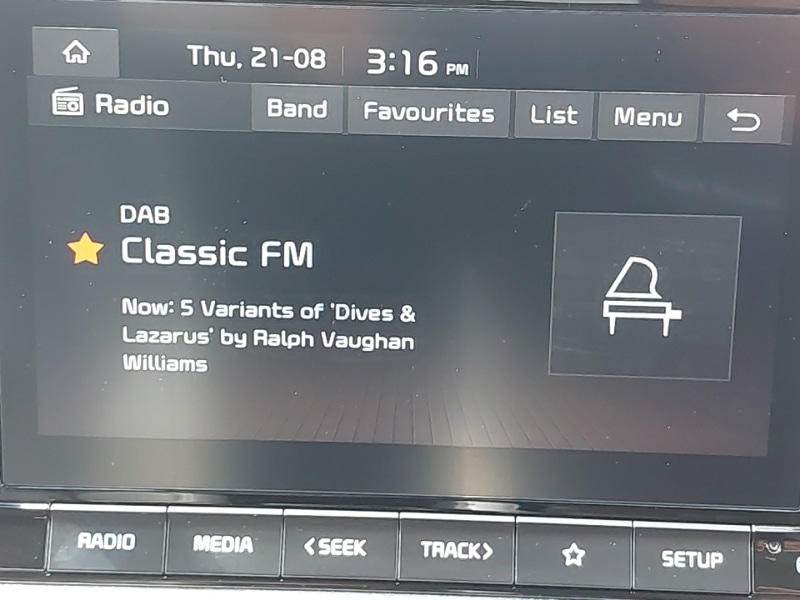 Thu, 21-08 3:16 PM
Radio Band Favourites List Menu
DAB
Classic FM
Now: 5 Variants of 'Dives &
Lazarus' by Ralph Vaughan
Williams
RADIO MEDIA <SEEK TRACK> SETUP